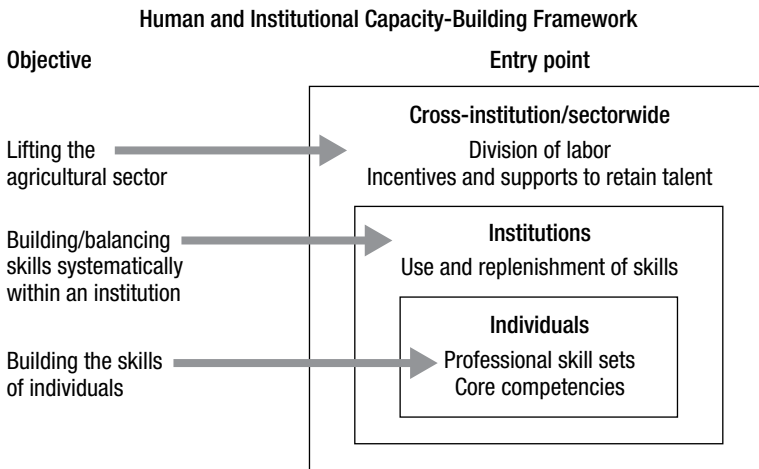 Human and Institutional Capacity-Building Framework
Objective
Entry point
Cross-institution/sectorwide
Lifting the
agricultural sector
Division of labor
Incentives and supports to retain talent
Building/balancing
skills systematically
within an institution
Institutions
Use and replenishment of skills
Building the skills
of individuals
Individuals
Professional skill sets
Core competencies